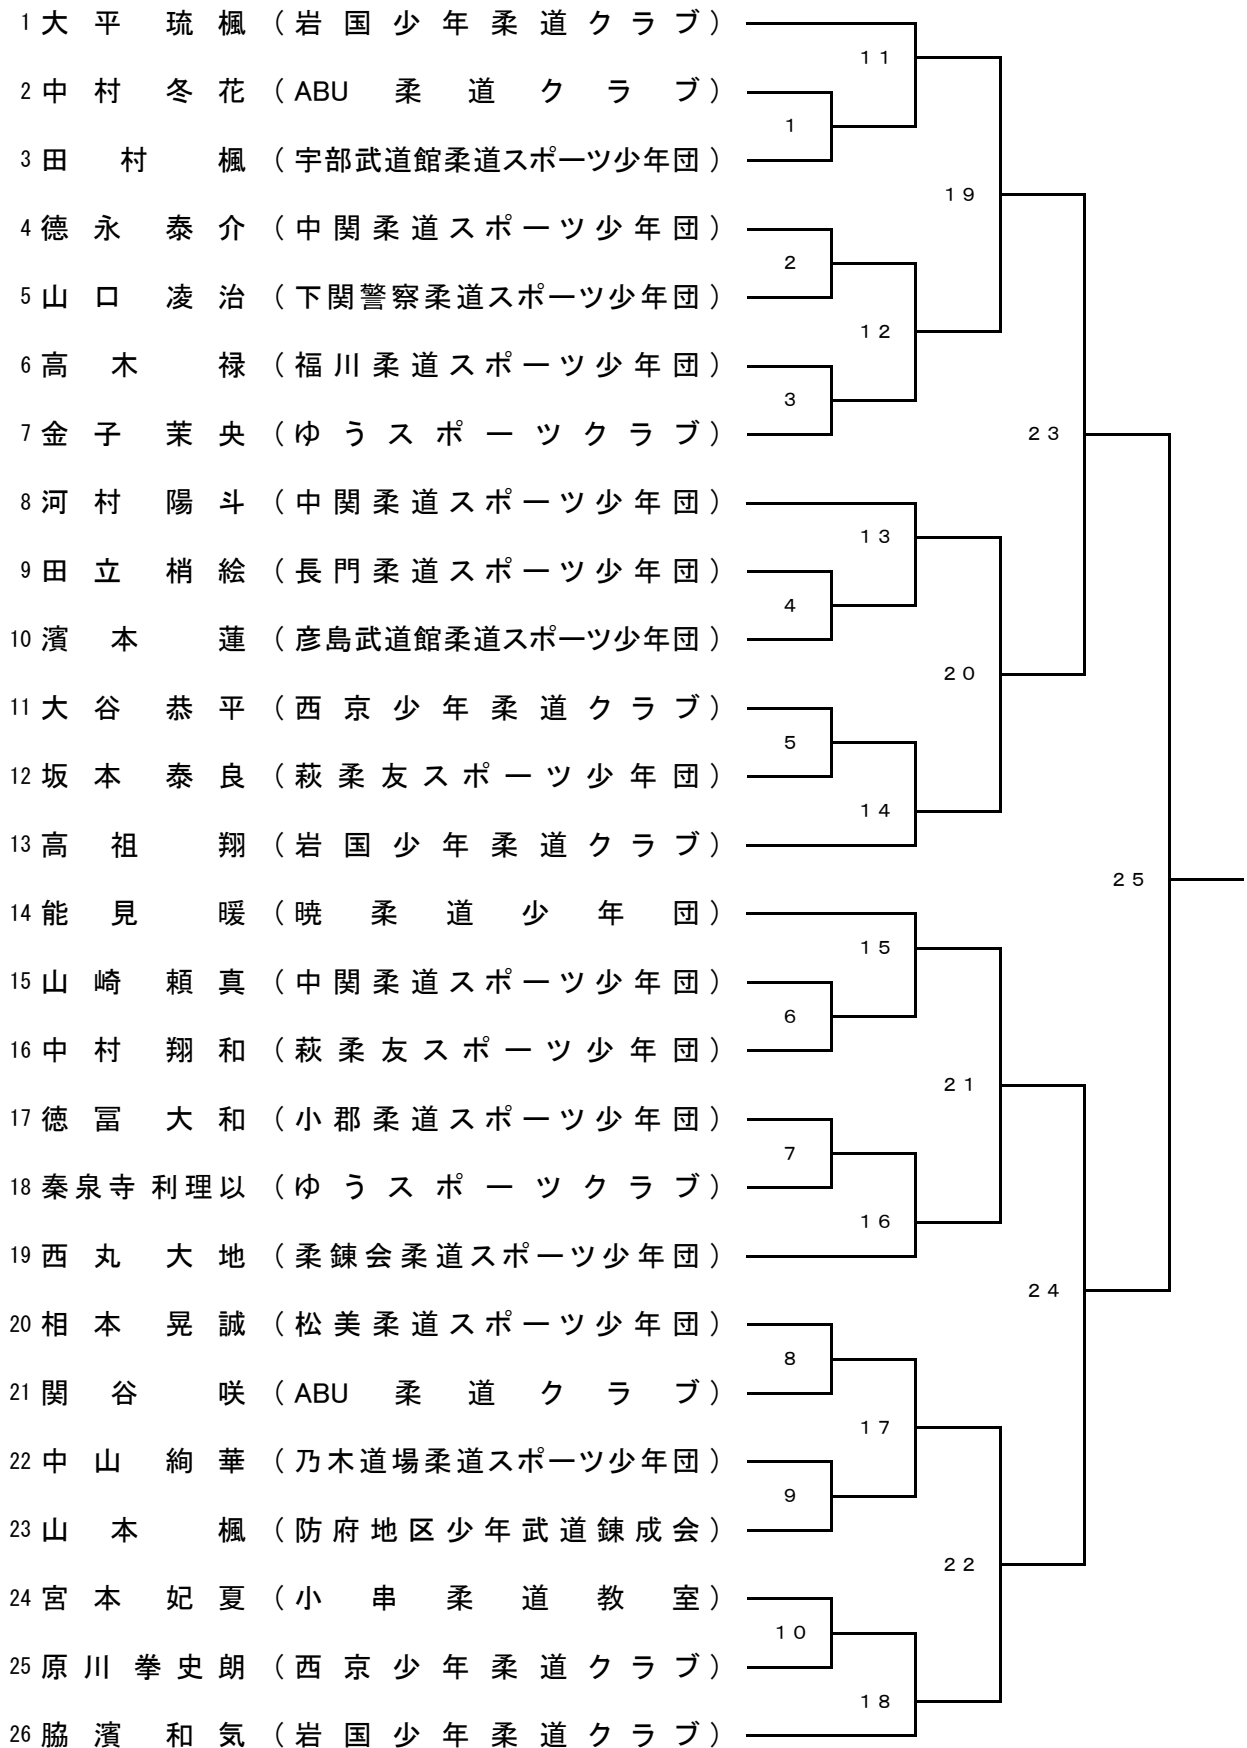 1 大平 琉楓 (岩国少年柔道クラブ)
11
2 中村 冬花 (ABU柔道クラブ)
1
3 田村 楓 (宇部武道館柔道スポーツ少年団)
19
4 德永 泰介 (中関柔道スポーツ少年団)
2
5 山口 凌治 (下関警察柔道スポーツ少年団)
12
6 高木 禄 (福川柔道スポーツ少年団)
3
7 金子 茉央 (ゆうスポーツクラブ)
23
8 河村 陽斗 (中関柔道スポーツ少年団)
13
9 田立 梢絵 (長門柔道スポーツ少年団)
4
10 濱本 蓮 (彦島武道館柔道スポーツ少年団)
20
11 大谷 恭平 (西京少年柔道クラブ)
5
12 坂本 泰良 (萩柔友スポーツ少年団)
14
13 高祖 翔 (岩国少年柔道クラブ)
25
14 能見 暖 (暁柔道少年団)
15
15 山崎 頼真 (中関柔道スポーツ少年団)
6
16 中村 翔和 (萩柔友スポーツ少年団)
21
17 徳冨 大和 (小郡柔道スポーツ少年団)
7
18 秦泉寺 利理以 (ゆうスポーツクラブ)
16
19 西丸 大地 (柔錬会柔道スポーツ少年団)
24
20 相本 晃誠 (松美柔道スポーツ少年団)
8
21 関谷 咲 (ABU柔道クラブ)
17
22 中山 絢華 (乃木道場柔道スポーツ少年団)
9
23 山本 楓 (防府地区少年武道錬成会)
22
24 宮本 妃夏 (小串柔道教室)
10
25 原川 拳史朗 (西京少年柔道クラブ)
18
26 脇濱 和気 (岩国少年柔道クラブ)